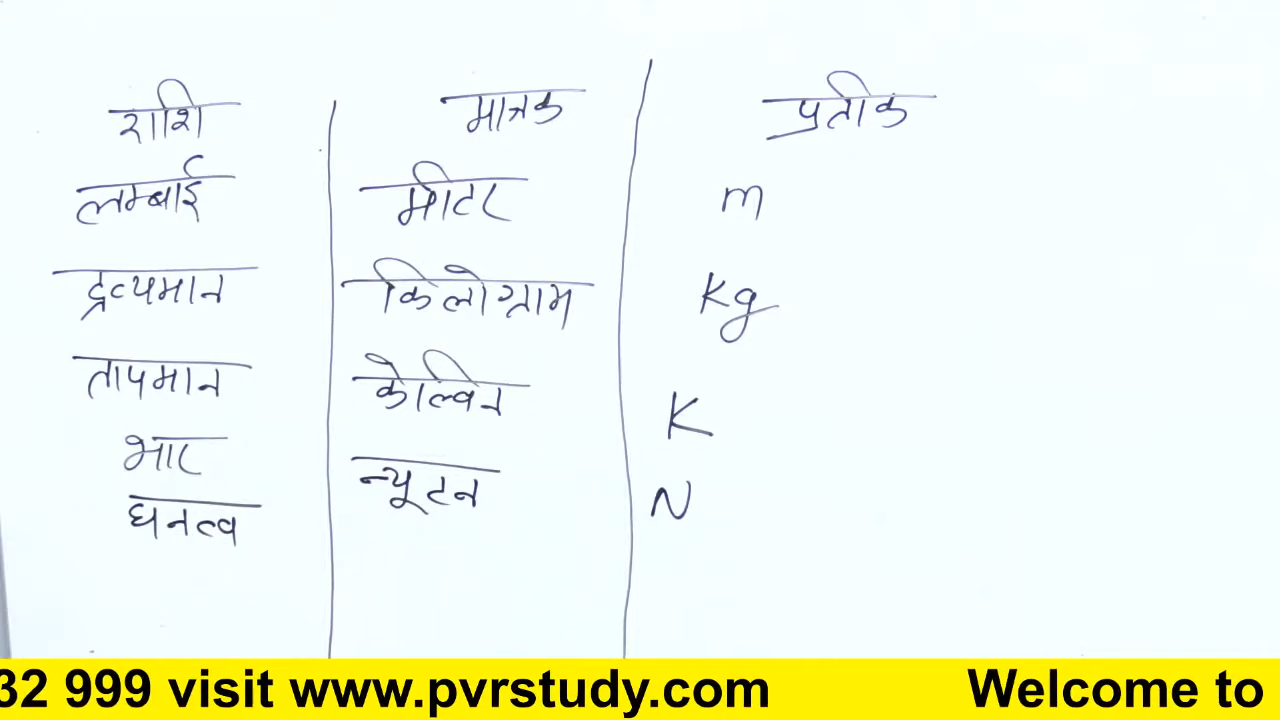 राशि मात्रक प्रतीक
लम्बाई मीटर m
द्रव्यमान किलोग्राम Kg
तापमान केल्विन K
भार न्यूटन N
घनत्व
32 999 visit www.pvrstudy.com Welcome to